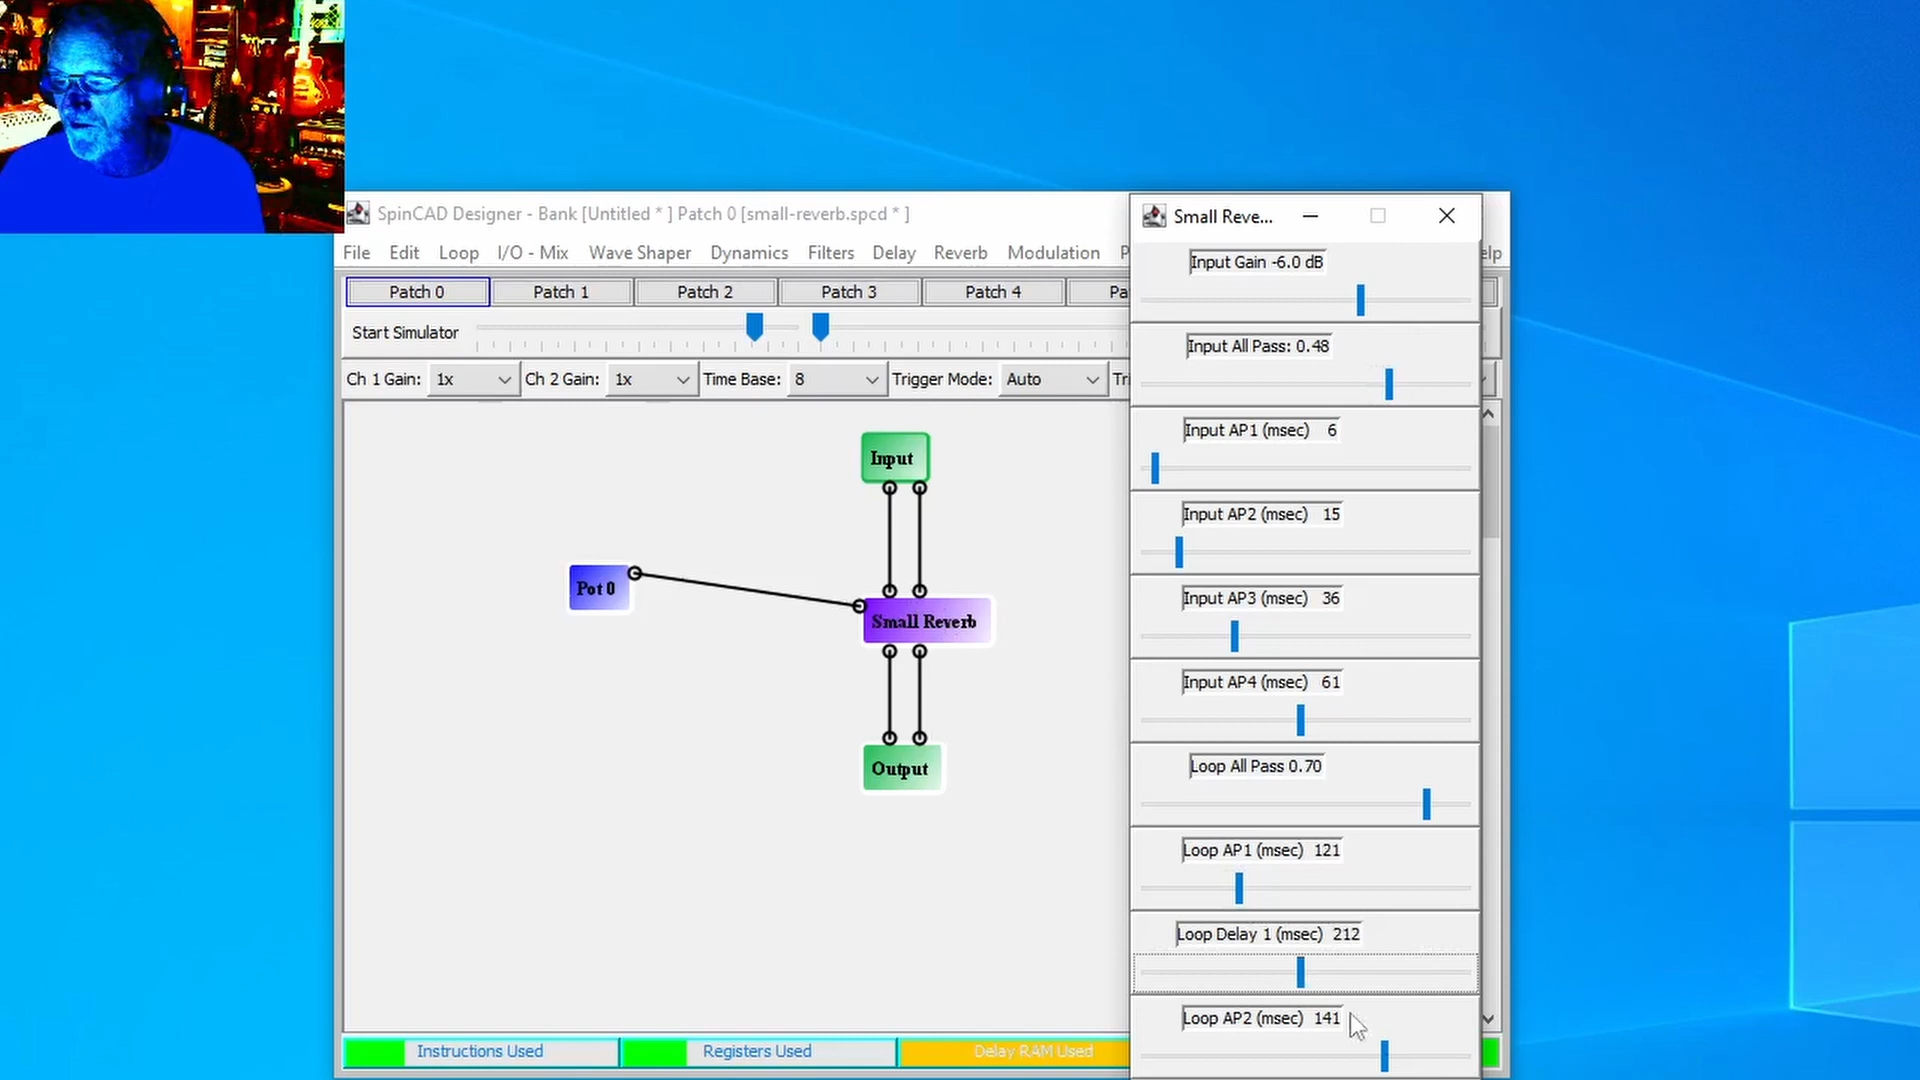 SpinCAD Designer - Bank [Untitled * ] Patch 0 [small-reverb.spcd * ]
File Edit Loop I/O - Mix Wave Shaper Dynamics Filters Delay Reverb Modulation P elp
Patch 0 Patch 1 Patch 2 Patch 3 Patch 4 Pa
Start Simulator
Ch 1 Gain: 1x Ch 2 Gain: 1x Time Base: 8 Trigger Mode: Auto Tri
Input
Pot 0
Small Reverb
Output
Instructions Used Registers Used Delay RAM Used
Small Reve...
Input Gain -6.0 dB
Input All Pass: 0.48
Input AP1 (msec) 6
Input AP2 (msec) 15
Input AP3 (msec) 36
Input AP4 (msec) 61
Loop All Pass 0.70
Loop AP1 (msec) 121
Loop Delay 1 (msec) 212
Loop AP2 (msec) 141